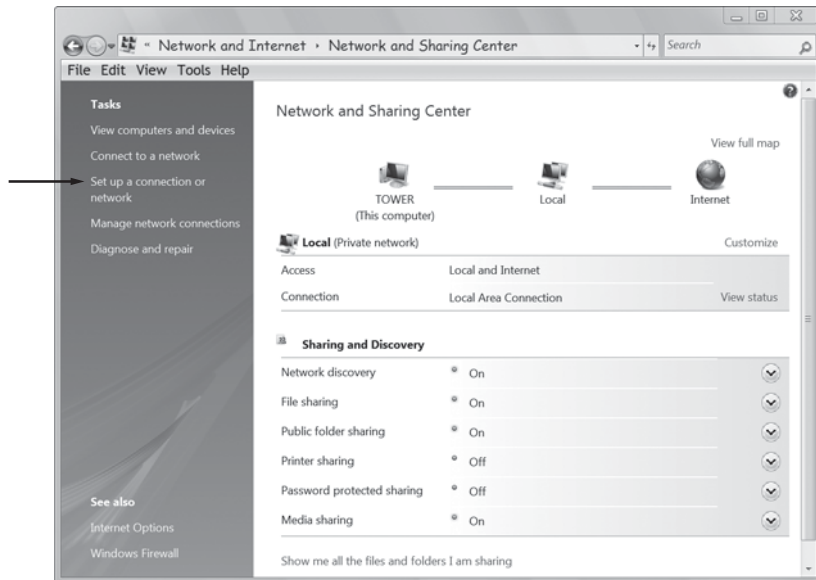 « Network and Internet › Network and Sharing Center
Search
File Edit View Tools Help
Tasks
View computers and devices
Connect to a network
Set up a connection or
network
Manage network connections
Diagnose and repair
See also
Internet Options
Windows Firewall
Network and Sharing Center
View full map
TOWER
(This computer)
Local
Internet
Local (Private network)
Customize
Access Local and Internet
Connection Local Area Connection View status
Sharing and Discovery
Network discovery On
File sharing On
Public folder sharing On
Printer sharing Off
Password protected sharing Off
Media sharing On
Show me all the files and folders I am sharing